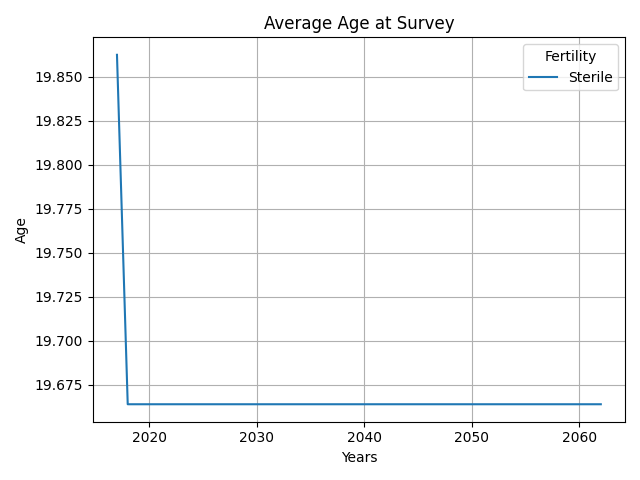 Average Age at Survey
Fertility
Sterile
19.850
19.825
19.800
19.775
19.750
19.725
19.700
19.675
Age
2020 2030 2040 2050 2060
Years